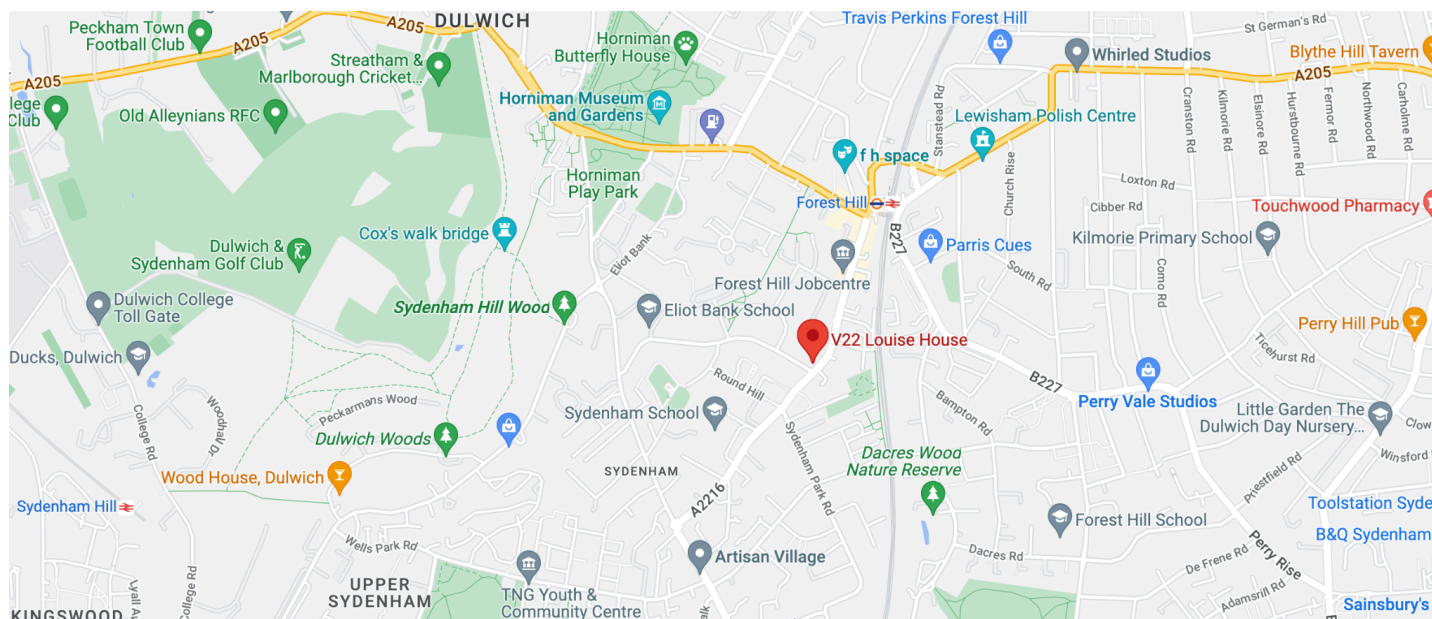 DULWICH
Travis Perkins Forest Hill
St German's Rd
Peckham Town
Football Club
A205
A205
Horniman
Butterfly House
Whirled Studios
Blythe Hill Tavern
A205
Streatham &
Marlborough Cricket...
A205
lege
Club
Old Alleynians RFC
Horniman Museum
and Gardens
Stanstead Rd
Lewisham Polish Centre
Cranston Rd
Kilmorie Rd
Elsinore Rd
Hurstbourne Rd
Fermor Rd
Northwood Rd
Carholme Rd
f h space
Horniman
Play Park
Church Rise
Loxton Rd
Forest Hill
Cibber Rd
Touchwood Pharmacy
Cox's walk bridge
B227
Parris Cues
Kilmorie Primary School
Dulwich &
Sydenham Golf Club
Eliot Bank
South Rd
Como Rd
Forest Hill Jobcentre
Dulwich College
Toll Gate
Sydenham Hill Wood
Eliot Bank School
Perry Hill Pub
V22 Louise House
Ticehurst Rd
Ducks, Dulwich
Round Hill
B227
Peckarmans Wood
Woodhall Dr
College Rd
Sydenham School
Bampton Rd
Perry Vale Studios
Little Garden The
Dulwich Day Nursery...
Clow
Dulwich Woods
Sydenham Park Rd
Dacres Wood
Nature Reserve
Winsford
Wood House, Dulwich
SYDENHAM
Priestfield Rd
A2216
Sydenham Hill
Toolstation Syde
Forest Hill School
B&Q Sydenham
Wells Park Rd
Artisan Village
Dacres Rd
De Frene Rd
Perry Rise
UPPER
SYDENHAM
TNG Youth &
Community Centre
Lyall A
College Rd
alk
Adamsrill Rd
Sainsbury's
KINGSWOOD